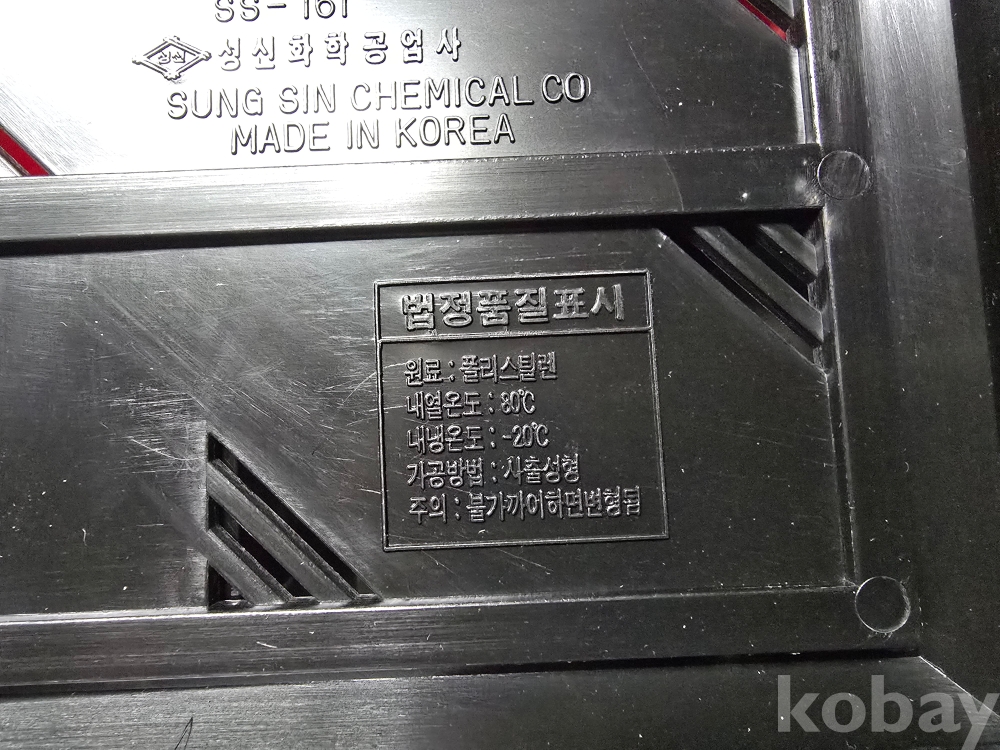 SS-161
성신 성신화학공업사
SUNG SIN CHEMICAL CO
MADE IN KOREA
법정품질표시
원료 : 폴리스틸렌
내열온도 : 80℃
내냉온도 : -20℃
가공방법 : 사출성형
주의 : 불가까이하면변형됨
kobay